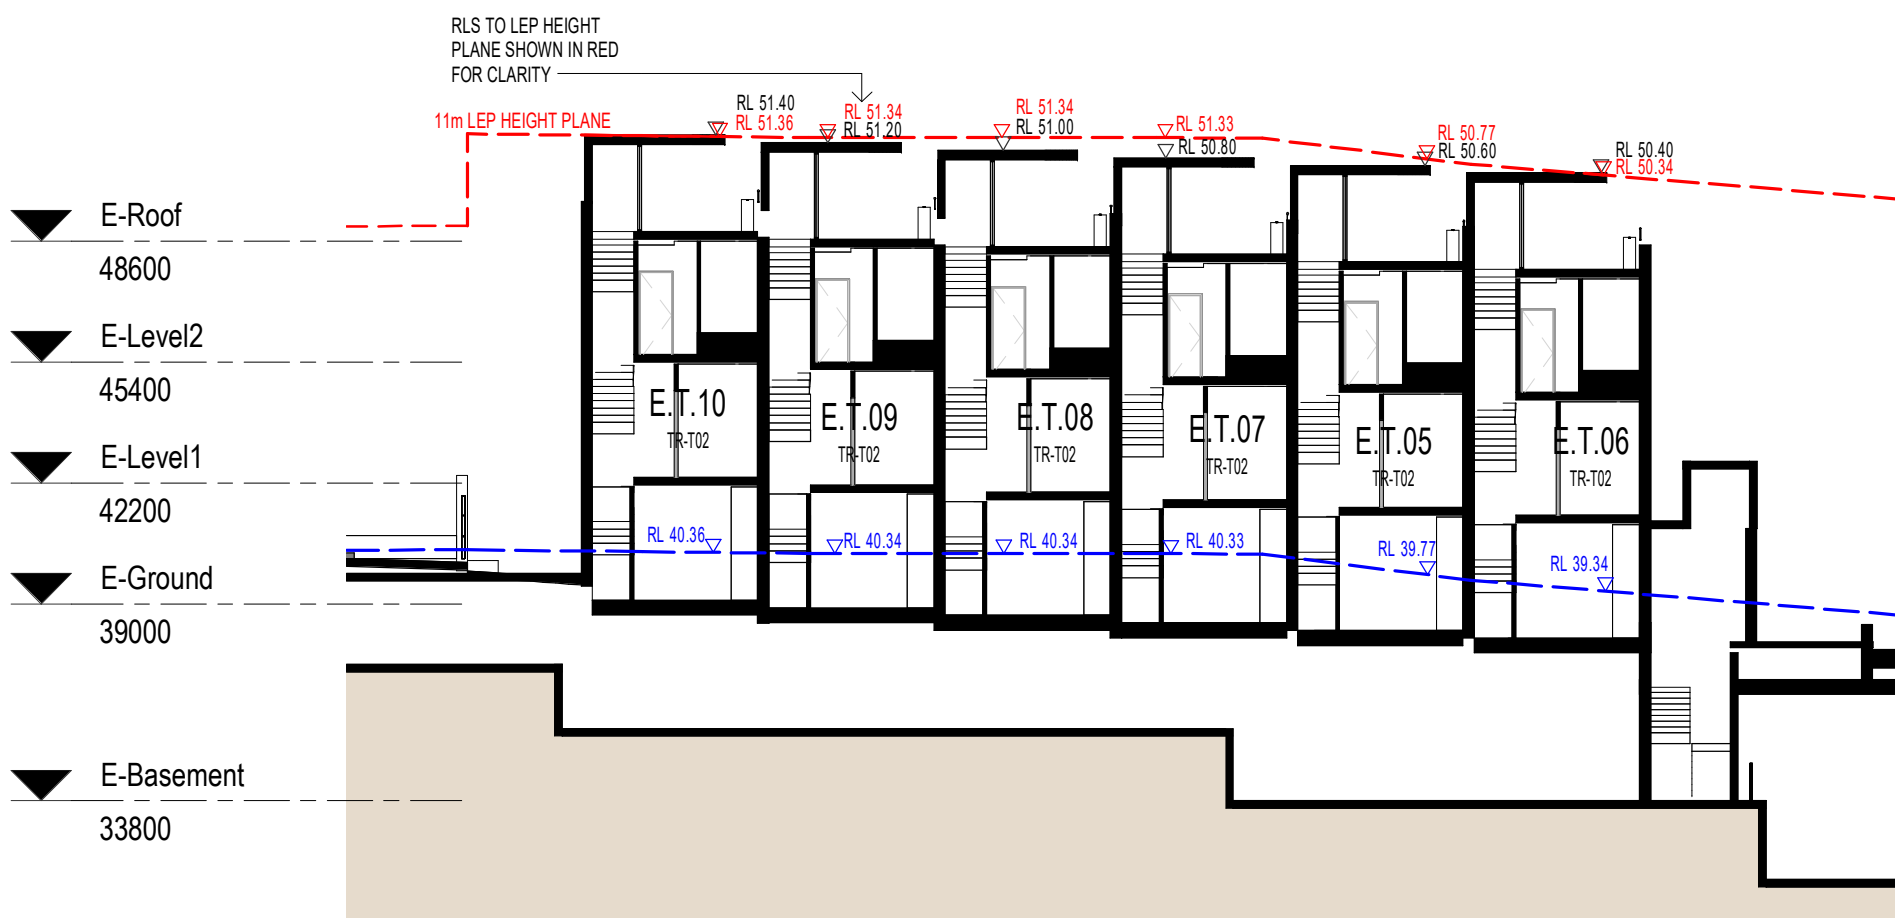 RLS TO LEP HEIGHT
PLANE SHOWN IN RED
FOR CLARITY
11m LEP HEIGHT PLANE
RL 51.40
RL 51.36
RL 51.34
RL 51.20
RL 51.34
RL 51.00
RL 51.33
RL 50.80
RL 50.77
RL 50.60
RL 50.40
RL 50.34
E-Roof
48600
E-Level2
45400
E-Level1
42200
E-Ground
39000
E-Basement
33800
E.T.10
TR-T02
E.T.09
TR-T02
E.T.08
TR-T02
E.T.07
TR-T02
E.T.05
TR-T02
E.T.06
TR-T02
RL 40.36
RL 40.34
RL 40.34
RL 40.33
RL 39.77
RL 39.34